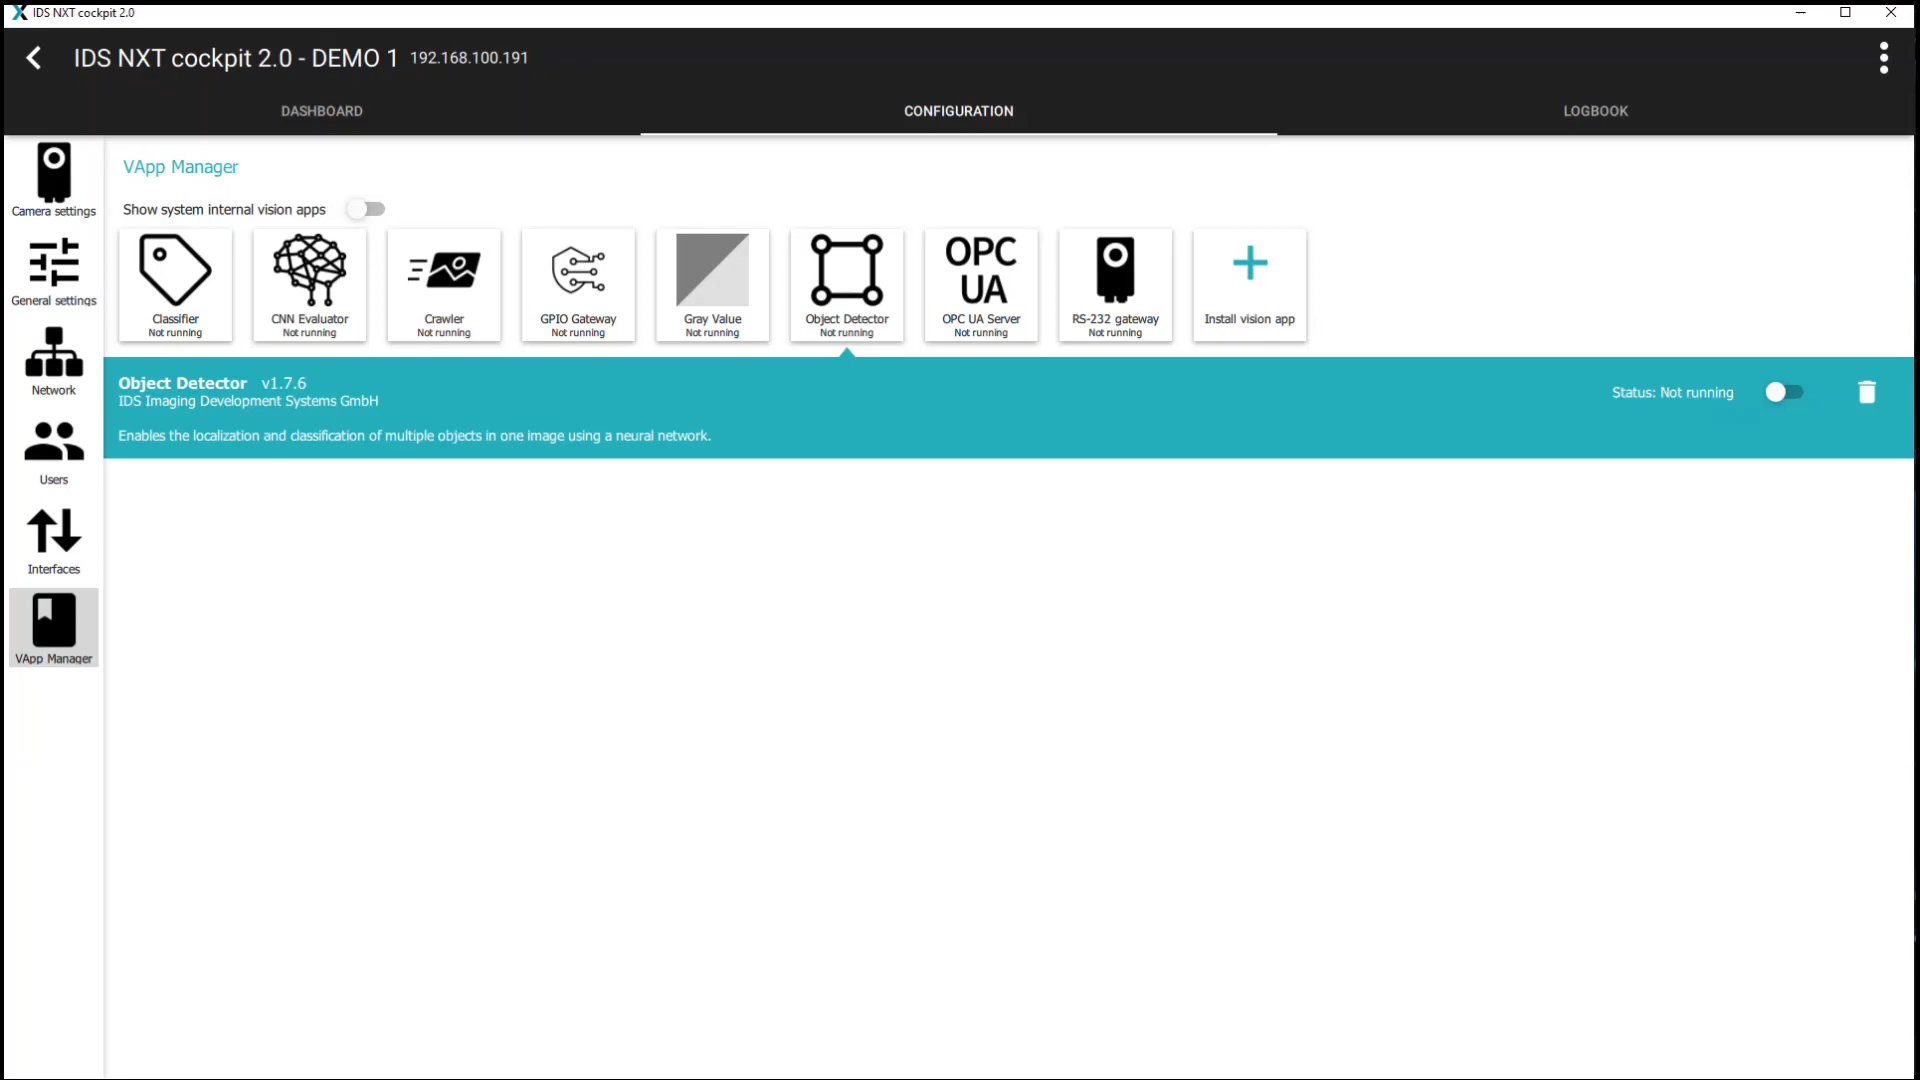 IDS NXT cockpit 2.0
IDS NXT cockpit 2.0 - DEMO 1 192.168.100.191
DASHBOARD
CONFIGURATION
LOGBOOK
Camera settings
General settings
Network
Users
Interfaces
VApp Manager
VApp Manager
Show system internal vision apps
Classifier
Not running
CNN Evaluator
Not running
Crawler
Not running
GPIO Gateway
Not running
Gray Value
Not running
Object Detector
Not running
OPC
UA
OPC UA Server
Not running
RS-232 gateway
Not running
Install vision app
Object Detector v1.7.6
IDS Imaging Development Systems GmbH
Status: Not running
Enables the localization and classification of multiple objects in one image using a neural network.